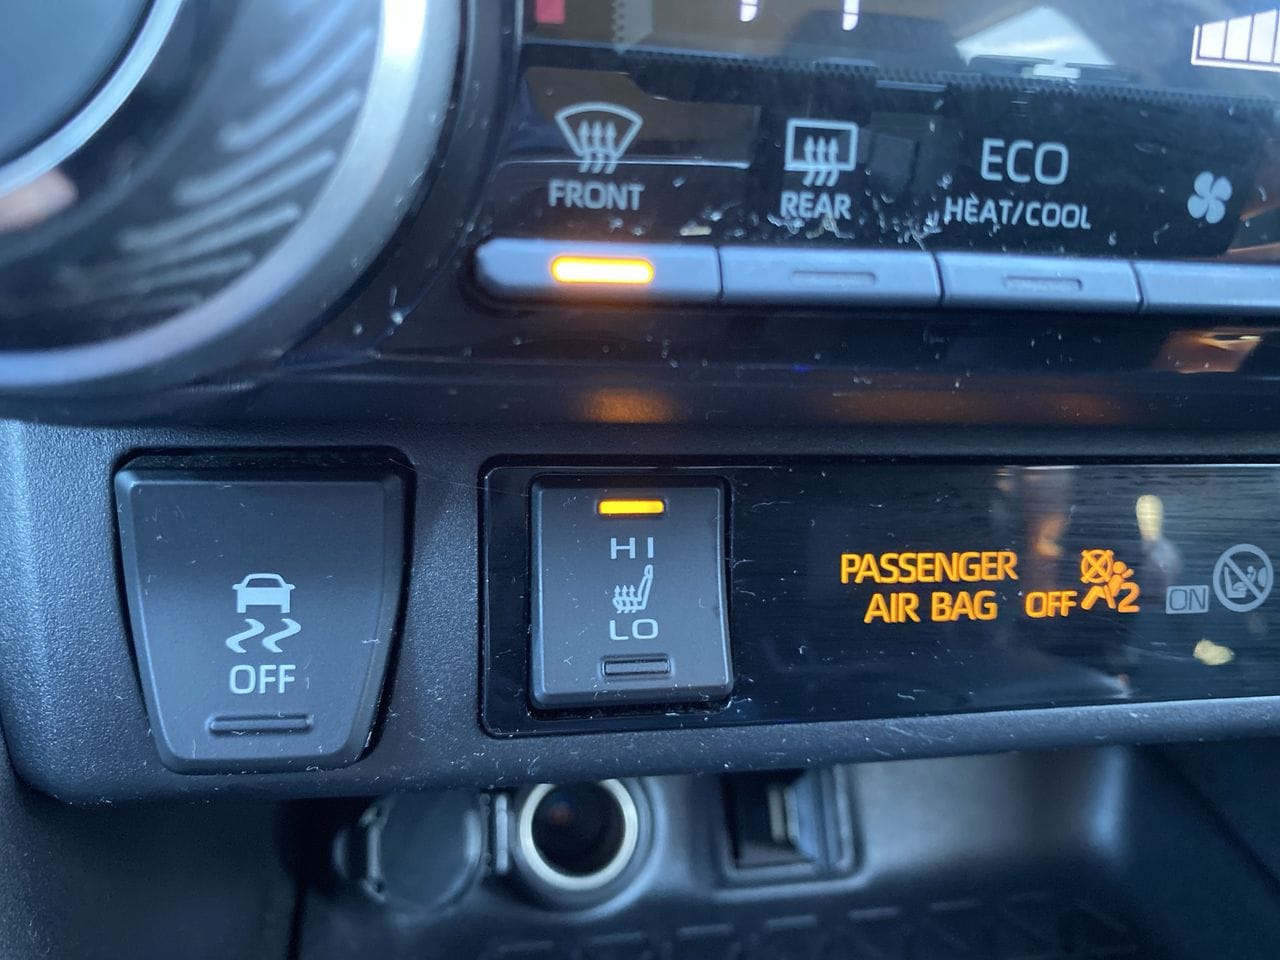 FRONT
REAR
ECO
HEAT/COOL
OFF
HI
LO
PASSENGER
AIR BAG OFF 2 ON